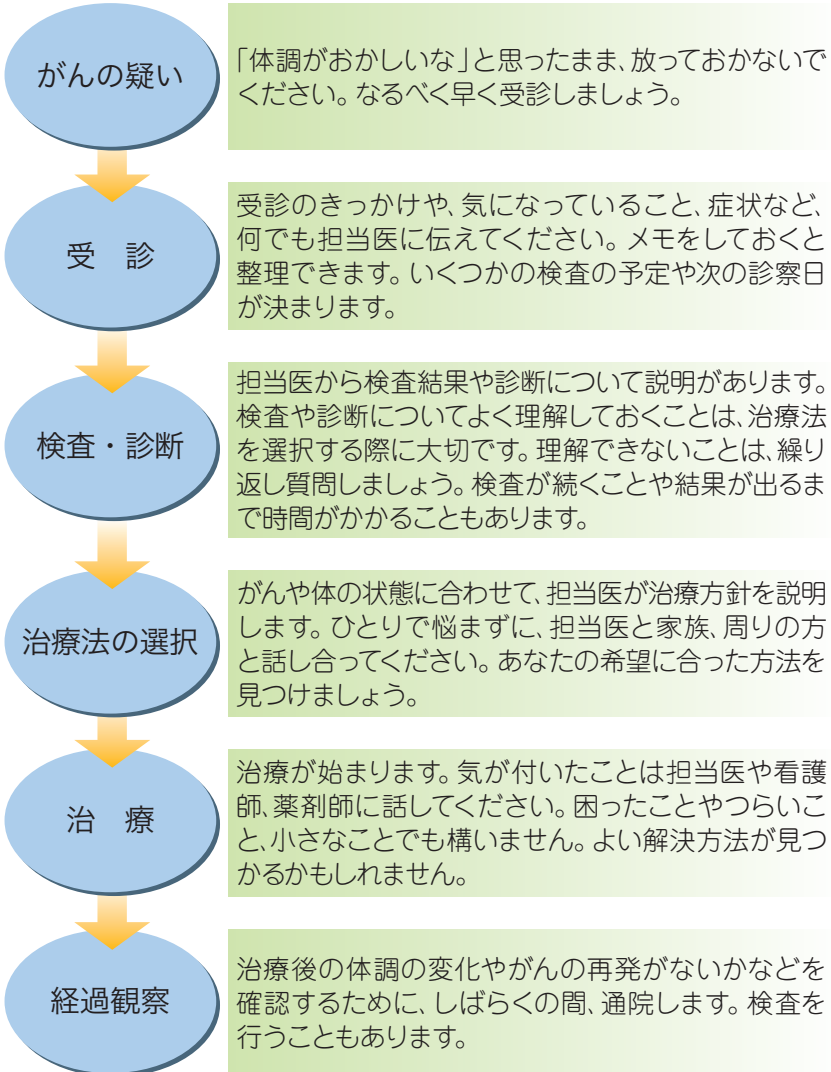 がんの疑い
「体調がおかしいな」と思ったまま、放っておかないで
ください。なるべく早く受診しましょう。
受　診
受診のきっかけや、気になっていること、症状など、
何でも担当医に伝えてください。メモをしておくと
整理できます。いくつかの検査の予定や次の診察日
が決まります。
検査・診断
担当医から検査結果や診断について説明があります。
検査や診断についてよく理解しておくことは、治療法
を選択する際に大切です。理解できないことは、繰り
返し質問しましょう。検査が続くことや結果が出るま
で時間がかかることもあります。
治療法の選択
がんや体の状態に合わせて、担当医が治療方針を説明
します。ひとりで悩まずに、担当医と家族、周りの方
と話し合ってください。あなたの希望に合った方法を
見つけましょう。
治　療
治療が始まります。気が付いたことは担当医や看護
師、薬剤師に話してください。困ったことやつらいこ
と、小さなことでも構いません。よい解決方法が見つ
かるかもしれません。
経過観察
治療後の体調の変化やがんの再発がないかなどを
確認するために、しばらくの間、通院します。検査を
行うこともあります。